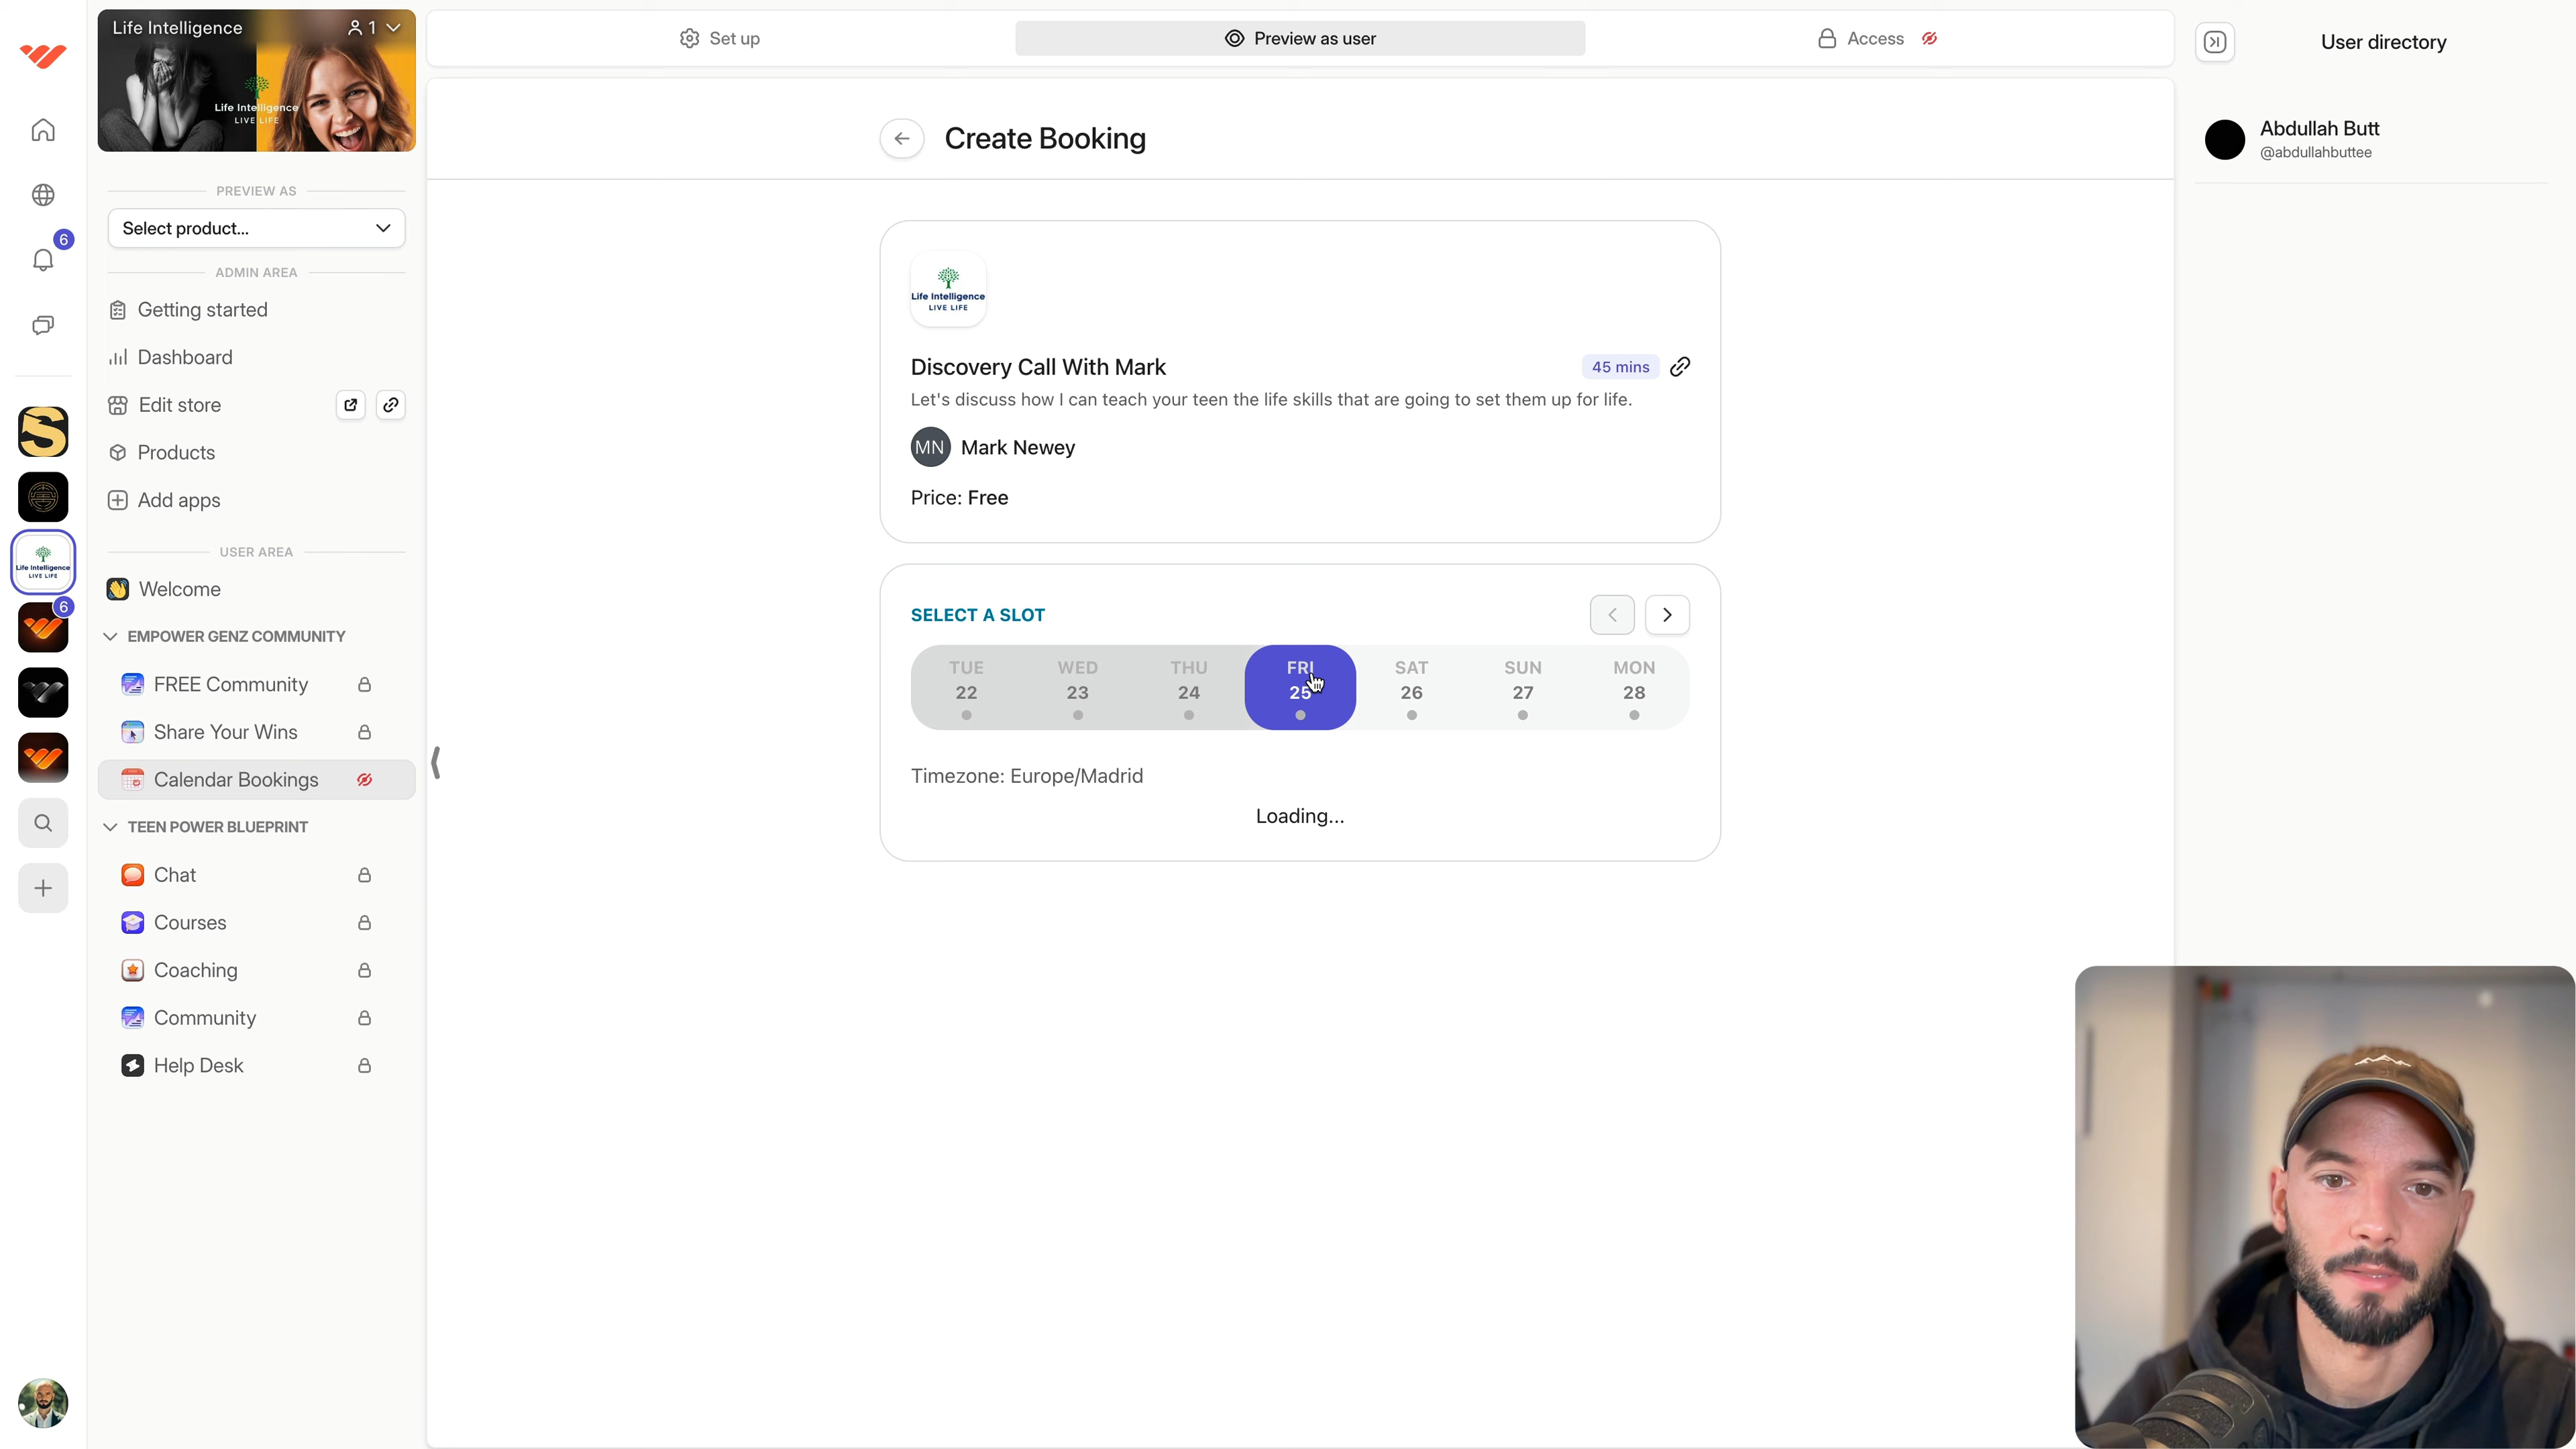 Life Intelligence
1
Life Intelligence
LIVE LIFE
PREVIEW AS
Select product...
ADMIN AREA
Getting started
Dashboard
Edit store
Products
Add apps
USER AREA
Welcome
EMPOWER GENZ COMMUNITY
FREE Community
Share Your Wins
Calendar Bookings
TEEN POWER BLUEPRINT
Chat
Courses
Coaching
Community
Help Desk
6
S
Life Intelligence
LIVE LIFE
6
Set up
Preview as user
Access
Create Booking
Life Intelligence
LIVE LIFE
Discovery Call With Mark
45 mins
Let's discuss how I can teach your teen the life skills that are going to set them up for life.
MN Mark Newey
Price: Free
SELECT A SLOT
TUE WED THU FRI SAT SUN MON
22 23 24 25 26 27 28
Timezone: Europe/Madrid
Loading...
User directory
Abdullah Butt
@abdullahbuttee